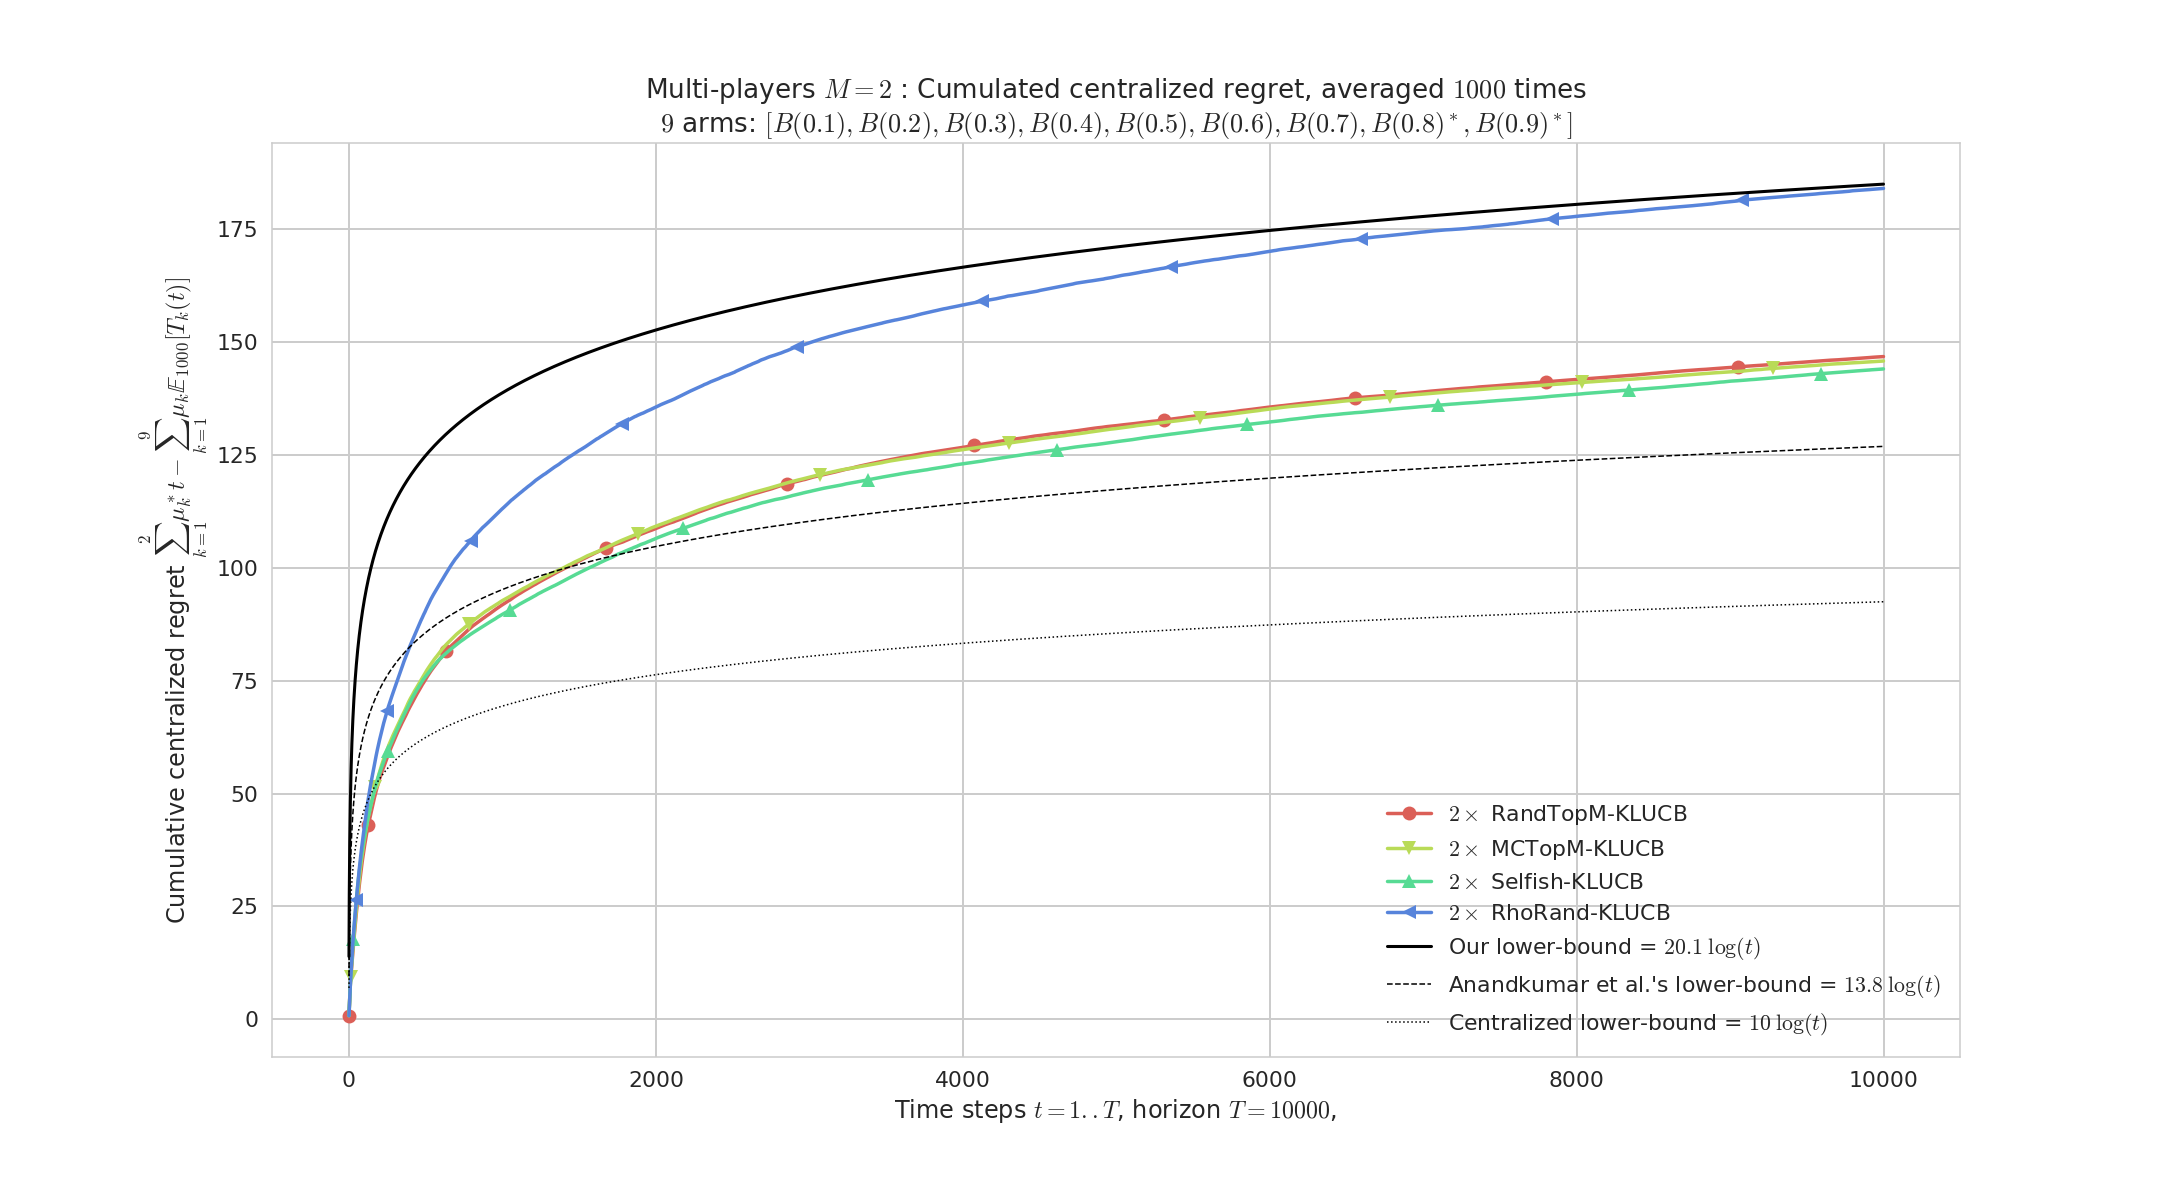 Multi-players M = 2 : Cumulated centralized regret, averaged 1000 times
9 arms: [B(0.1), B(0.2), B(0.3), B(0.4), B(0.5), B(0.6), B(0.7), B(0.8)*, B(0.9)*]
Cumulative centralized regret ∑_{k=1}^{2} μ_k^* t − ∑_{k=1}^{9} μ_k 𝔼_{1000}[T_k(t)]
175
150
125
100
75
50
25
0
0 2000 4000 6000 8000 10000
Time steps t = 1..T, horizon T = 10000,
2× RandTopM-KLUCB
2× MCTopM-KLUCB
2× Selfish-KLUCB
2× RhoRand-KLUCB
Our lower-bound = 20.1 log(t)
Anandkumar et al.'s lower-bound = 13.8 log(t)
Centralized lower-bound = 10 log(t)